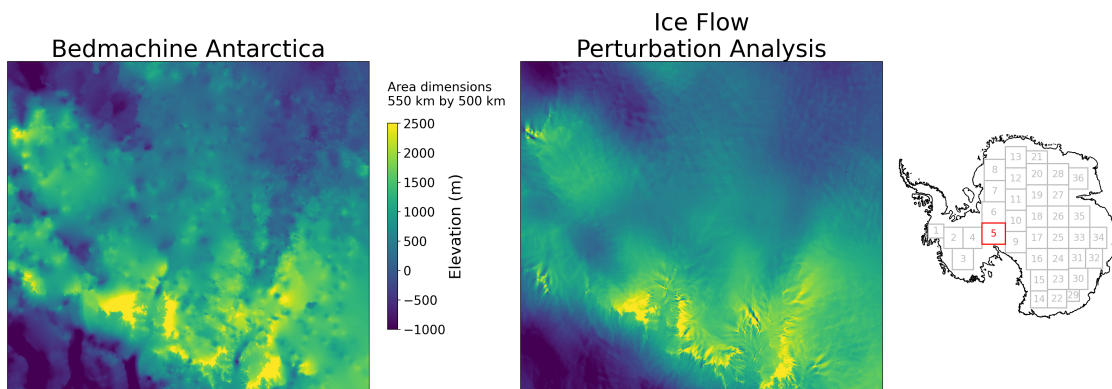 Bedmachine Antarctica
Ice Flow
Perturbation Analysis
Area dimensions
550 km by 500 km
2500
2000
1500
1000
500
0
−500
−1000
Elevation (m)
13 21
8 12 20 28 36
7 11 19 27
6 10 18 26 35
1 2 4 5 9 17 25 33 34
3 16 24 31 32
15 23 30
14 22 29